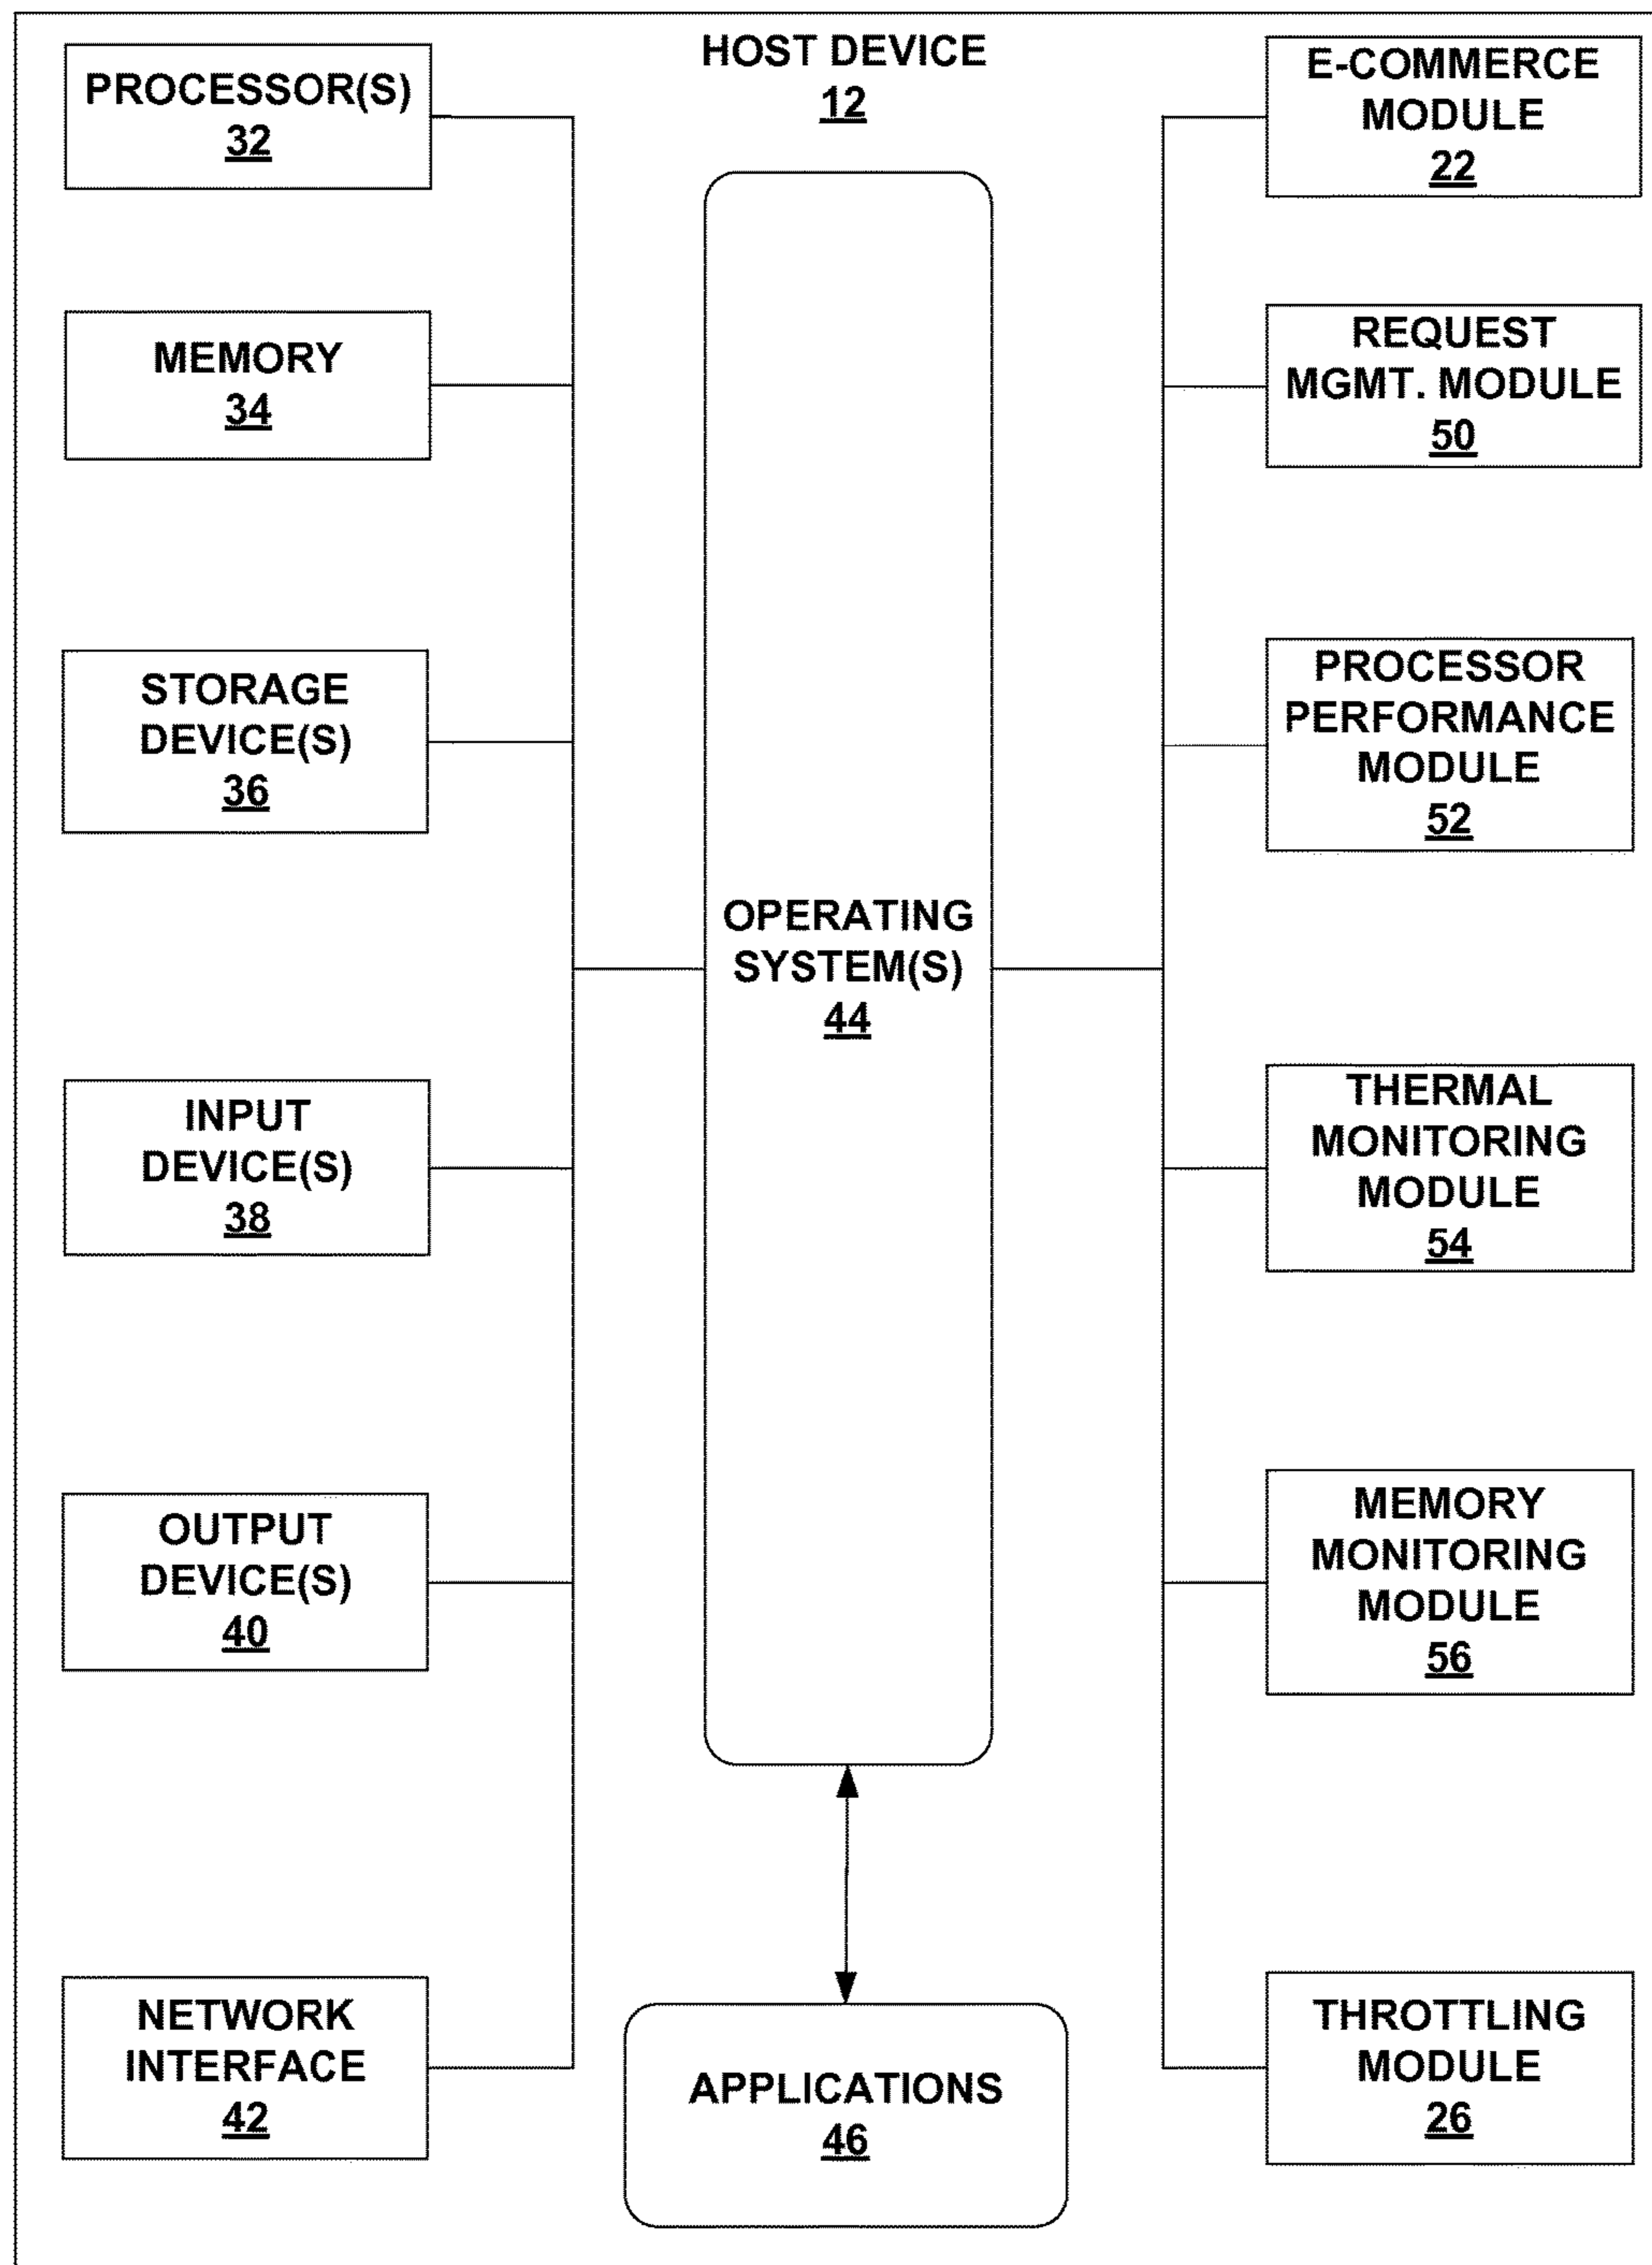 HOST DEVICE
12
PROCESSOR(S)
32
MEMORY
34
STORAGE
DEVICE(S)
36
INPUT
DEVICE(S)
38
OUTPUT
DEVICE(S)
40
NETWORK
INTERFACE
42
OPERATING
SYSTEM(S)
44
APPLICATIONS
46
E-COMMERCE
MODULE
22
REQUEST
MGMT. MODULE
50
PROCESSOR
PERFORMANCE
MODULE
52
THERMAL
MONITORING
MODULE
54
MEMORY
MONITORING
MODULE
56
THROTTLING
MODULE
26